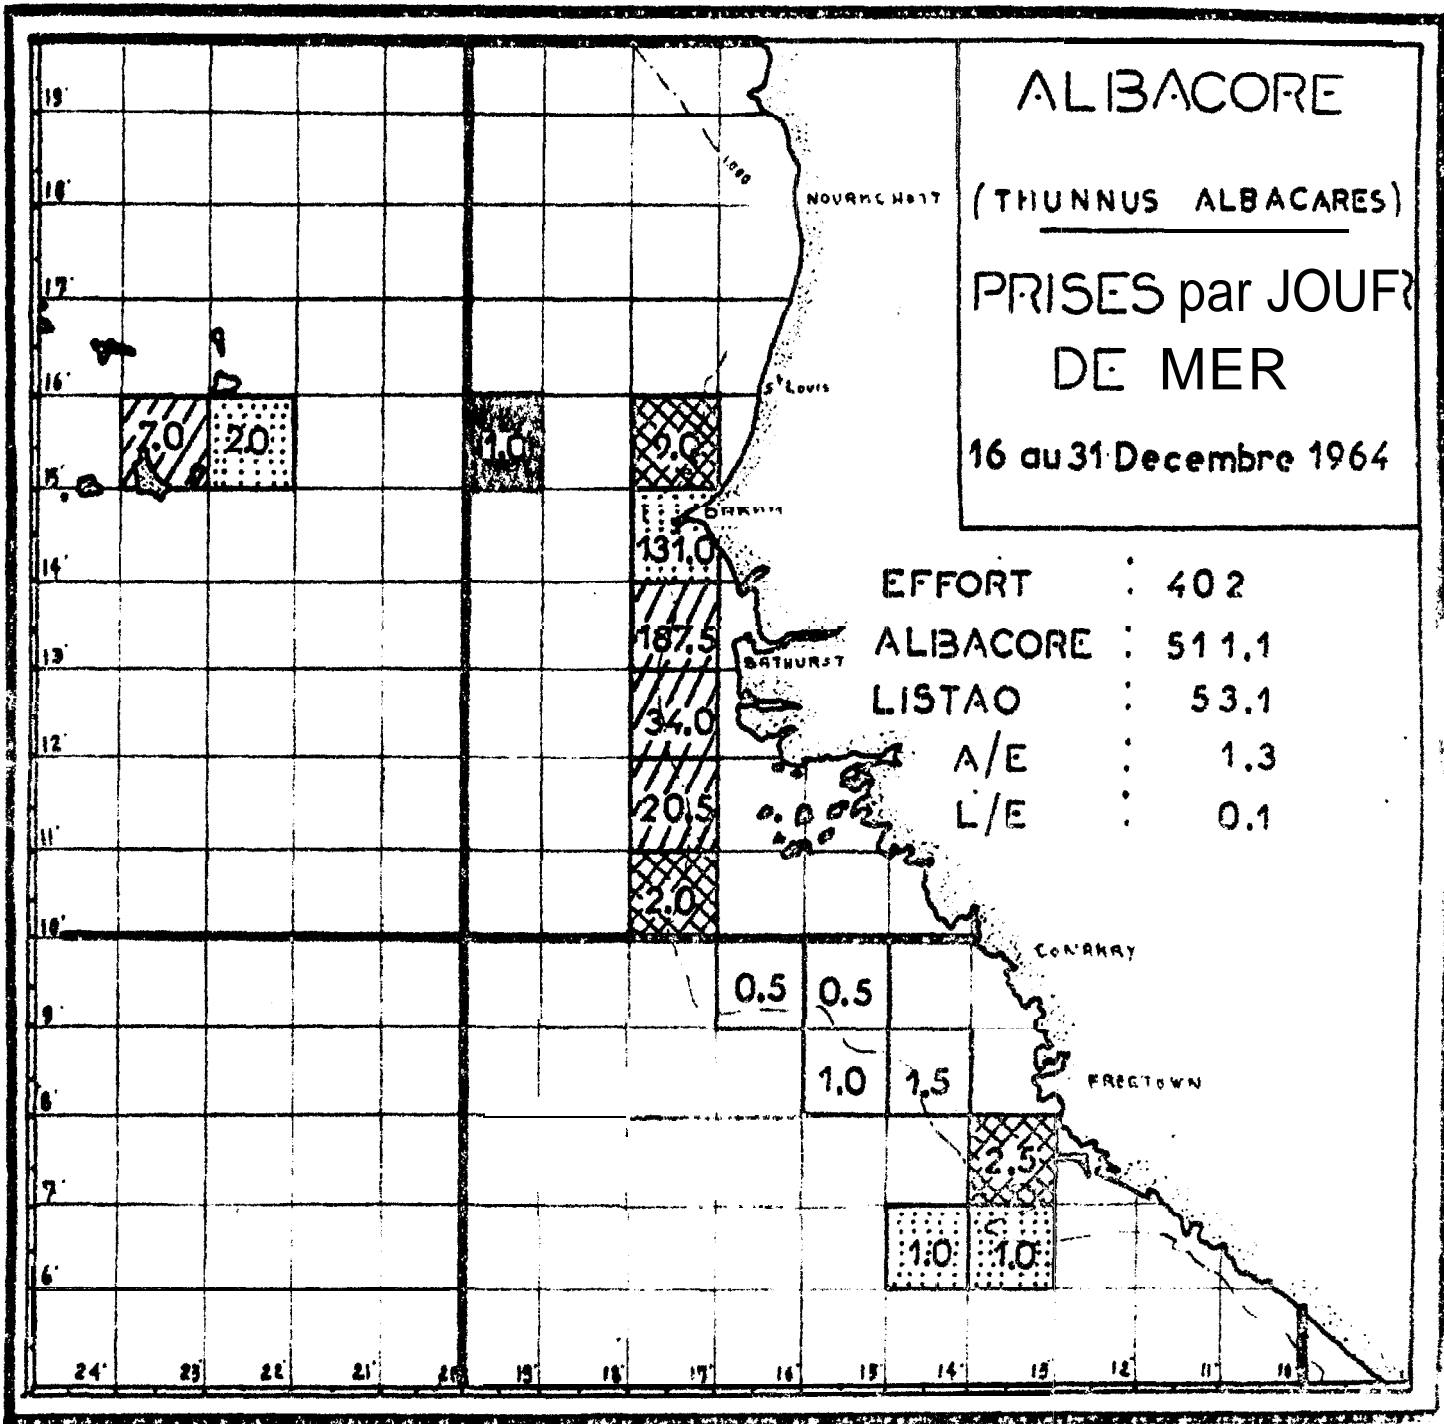 ALBACORE
(THUNNUS ALBACARES)
PRISES par JOUR
DE MER
16 au 31 Decembre 1964
EFFORT : 402
ALBACORE : 511.1
LISTAO : 53.1
A/E : 1.3
L/E : 0.1
19°
18°
17°
16°
15°
14°
13°
12°
11°
10°
9°
8°
7°
6°
1.000
St Louis
BATHURST
CONAKRY
FREETOWN
7.0 2.0 1.0 9.0
131.0
187.5
34.0
20.5
2.0
0.5 0.5
1.0 1.5
2.5
1.0 1.0
24° 23° 22° 21° 20° 19° 18° 17° 16° 15° 14° 13° 12° 11° 10°